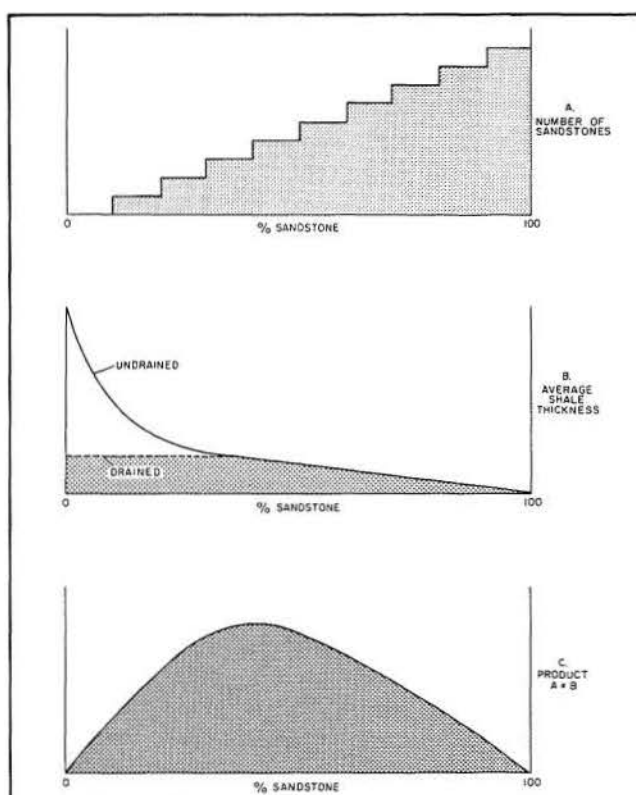 A.
NUMBER OF
SANDSTONES
0
100
% SANDSTONE
UNDRAINED
B.
AVERAGE
SHALE
THICKNESS
DRAINED
0
100
% SANDSTONE
C.
PRODUCT
A * B
0
100
% SANDSTONE